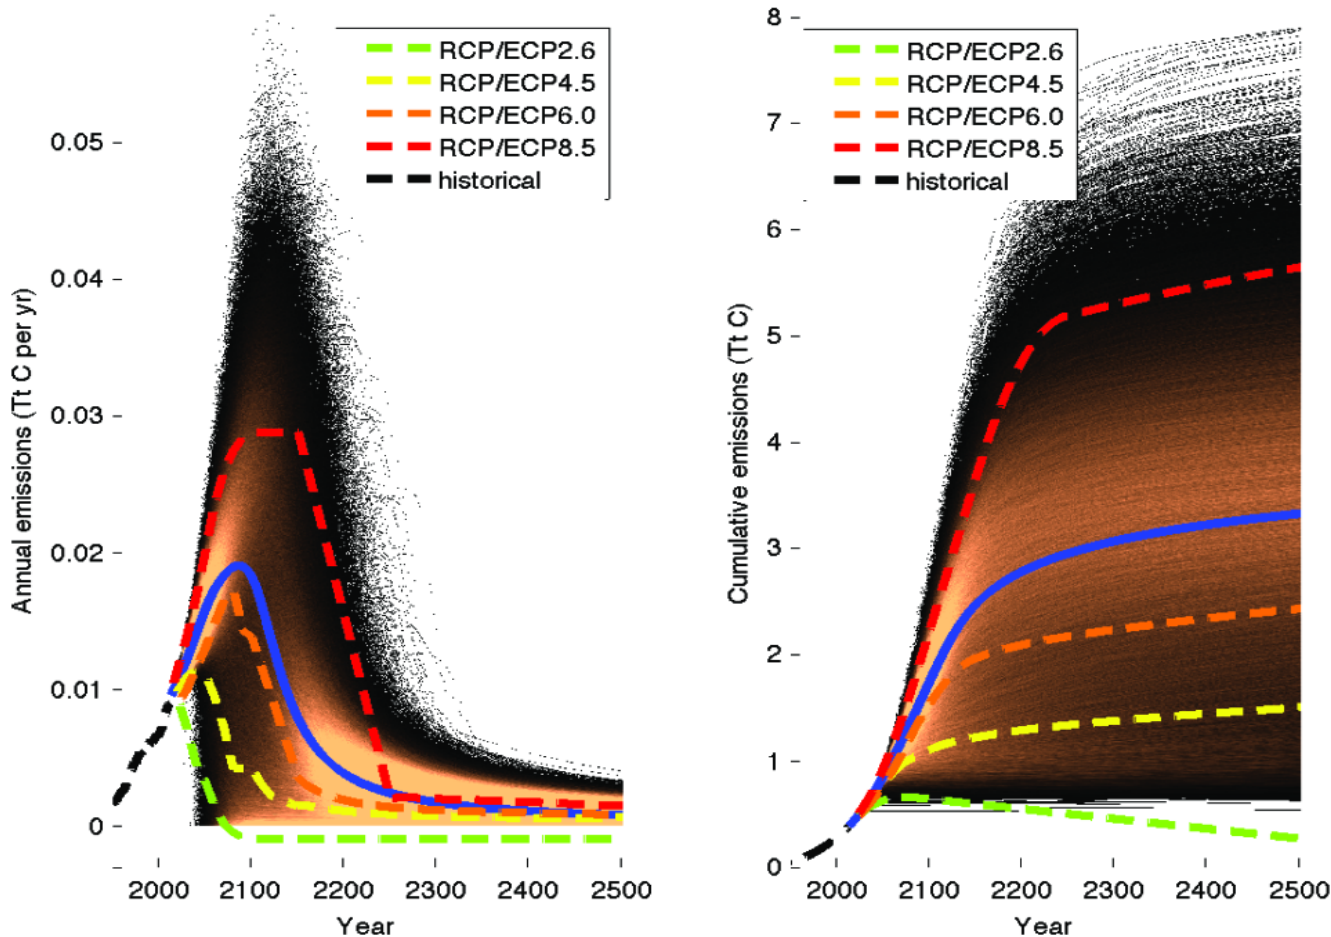 RCP/ECP2.6
RCP/ECP4.5
RCP/ECP6.0
RCP/ECP8.5
historical
0.05
0.04
0.03
0.02
0.01
0
Annual emissions (Tt C per yr)
2000 2100 2200 2300 2400 2500
Year
RCP/ECP2.6
RCP/ECP4.5
RCP/ECP6.0
RCP/ECP8.5
historical
8
7
6
5
4
3
2
1
0
Cumulative emissions (Tt C)
2000 2100 2200 2300 2400 2500
Year